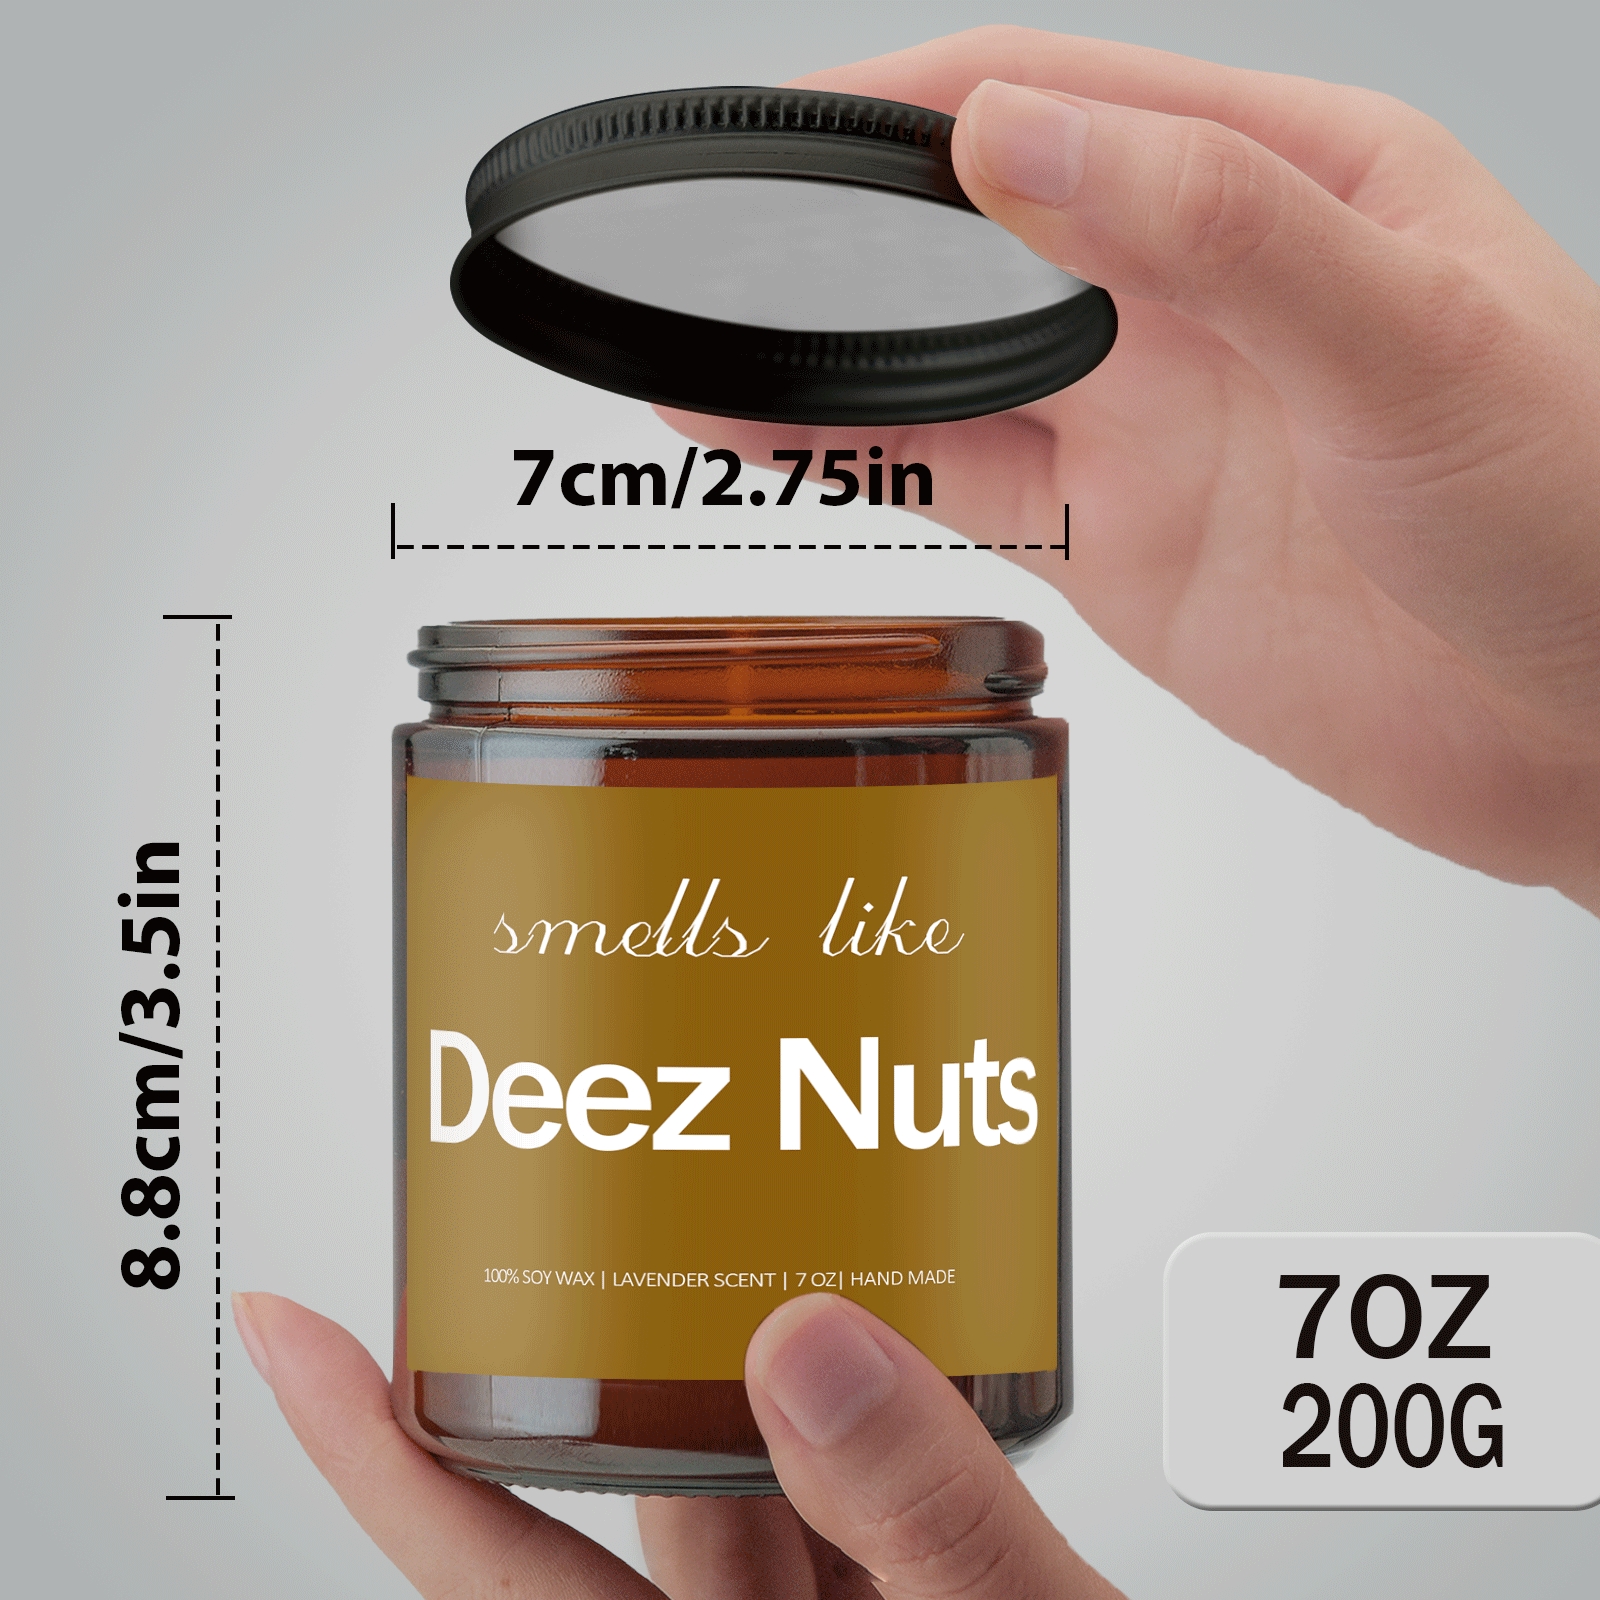 7cm/2.75in
8.8cm/3.5in
smells like
Deez Nuts
100% SOY WAX | LAVENDER SCENT | 7 OZ| HAND MADE
7OZ
200G